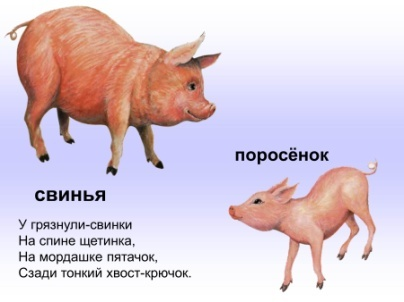 поросёнок
свинья
У грязнули-свинки
На спине щетинка,
На мордашке пятачок,
Сзади тонкий хвост-крючок.